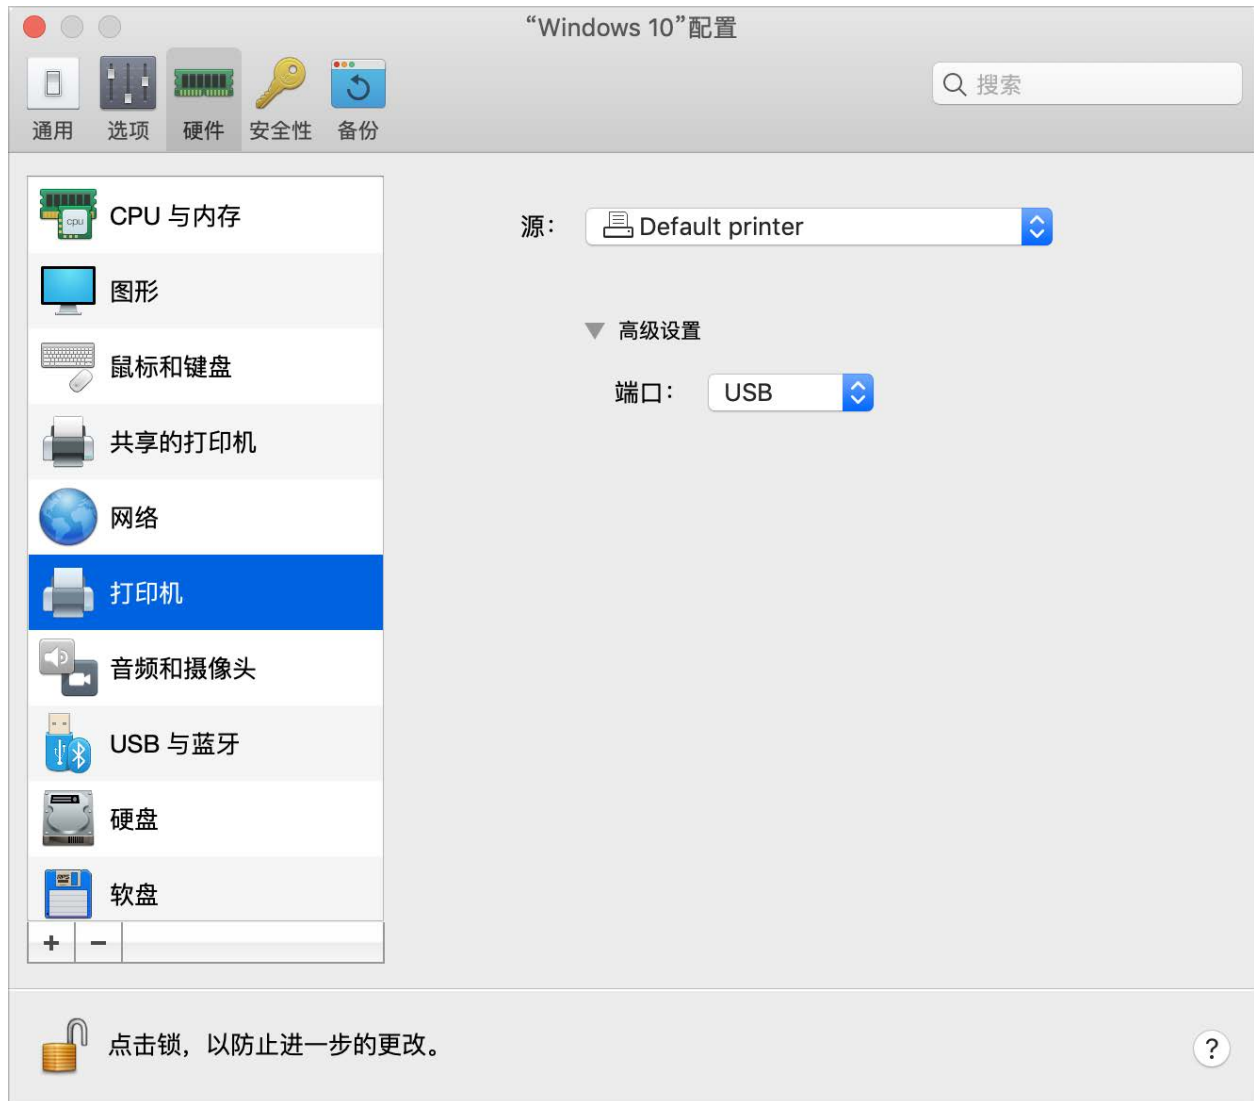 “Windows 10”配置
通用 选项 硬件 安全性 备份
搜索
CPU 与内存
图形
鼠标和键盘
共享的打印机
网络
打印机
音频和摄像头
USB 与蓝牙
硬盘
软盘
源：
Default printer
高级设置
端口：
USB
点击锁，以防止进一步的更改。
?